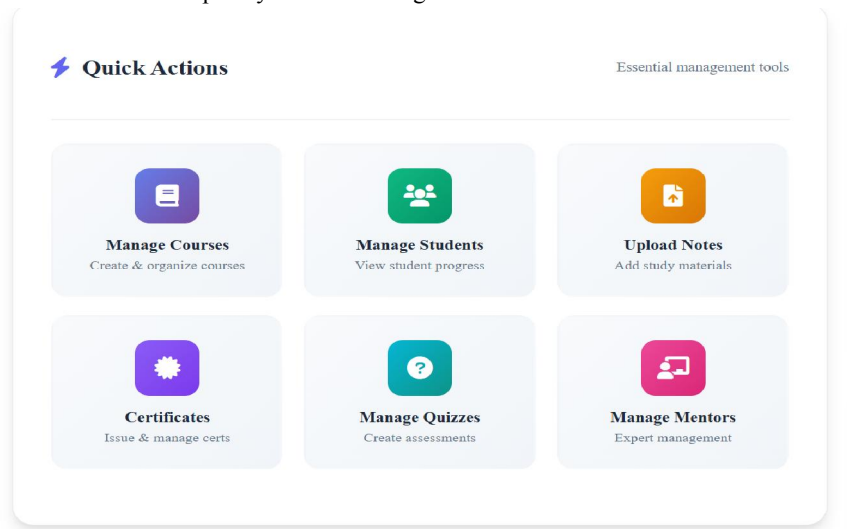 Quick Actions
Essential management tools
Manage Courses
Create & organize courses
Manage Students
View student progress
Upload Notes
Add study materials
Certificates
Issue & manage certs
Manage Quizzes
Create assessments
Manage Mentors
Expert management